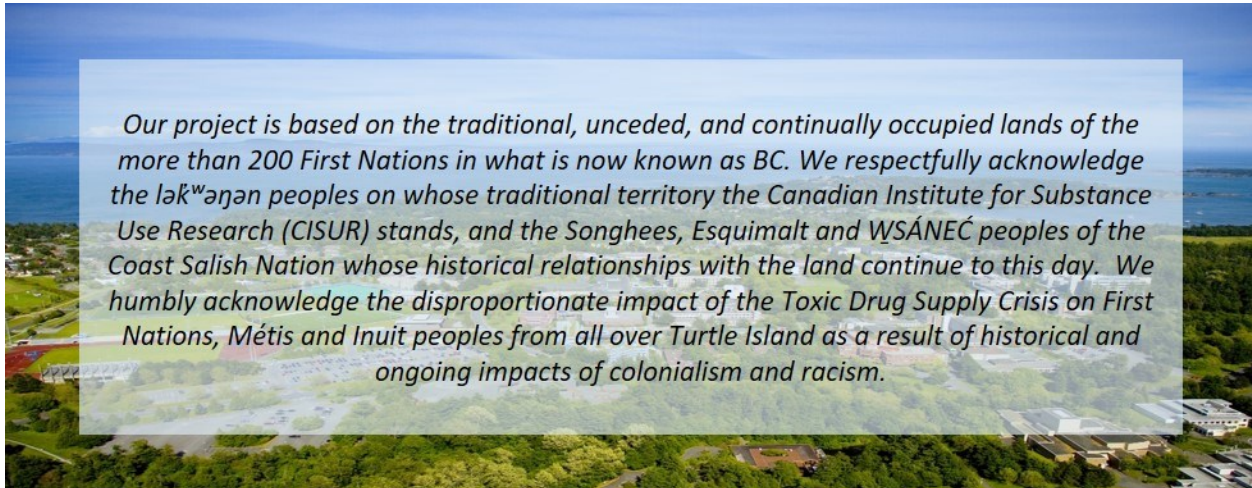 Our project is based on the traditional, unceded, and continually occupied lands of the
more than 200 First Nations in what is now known as BC. We respectfully acknowledge
the lək̓ʷəŋən peoples on whose traditional territory the Canadian Institute for Substance
Use Research (CISUR) stands, and the Songhees, Esquimalt and W̱SÁNEĆ peoples of the
Coast Salish Nation whose historical relationships with the land continue to this day.  We
humbly acknowledge the disproportionate impact of the Toxic Drug Supply Crisis on First
Nations, Métis and Inuit peoples from all over Turtle Island as a result of historical and
ongoing impacts of colonialism and racism.